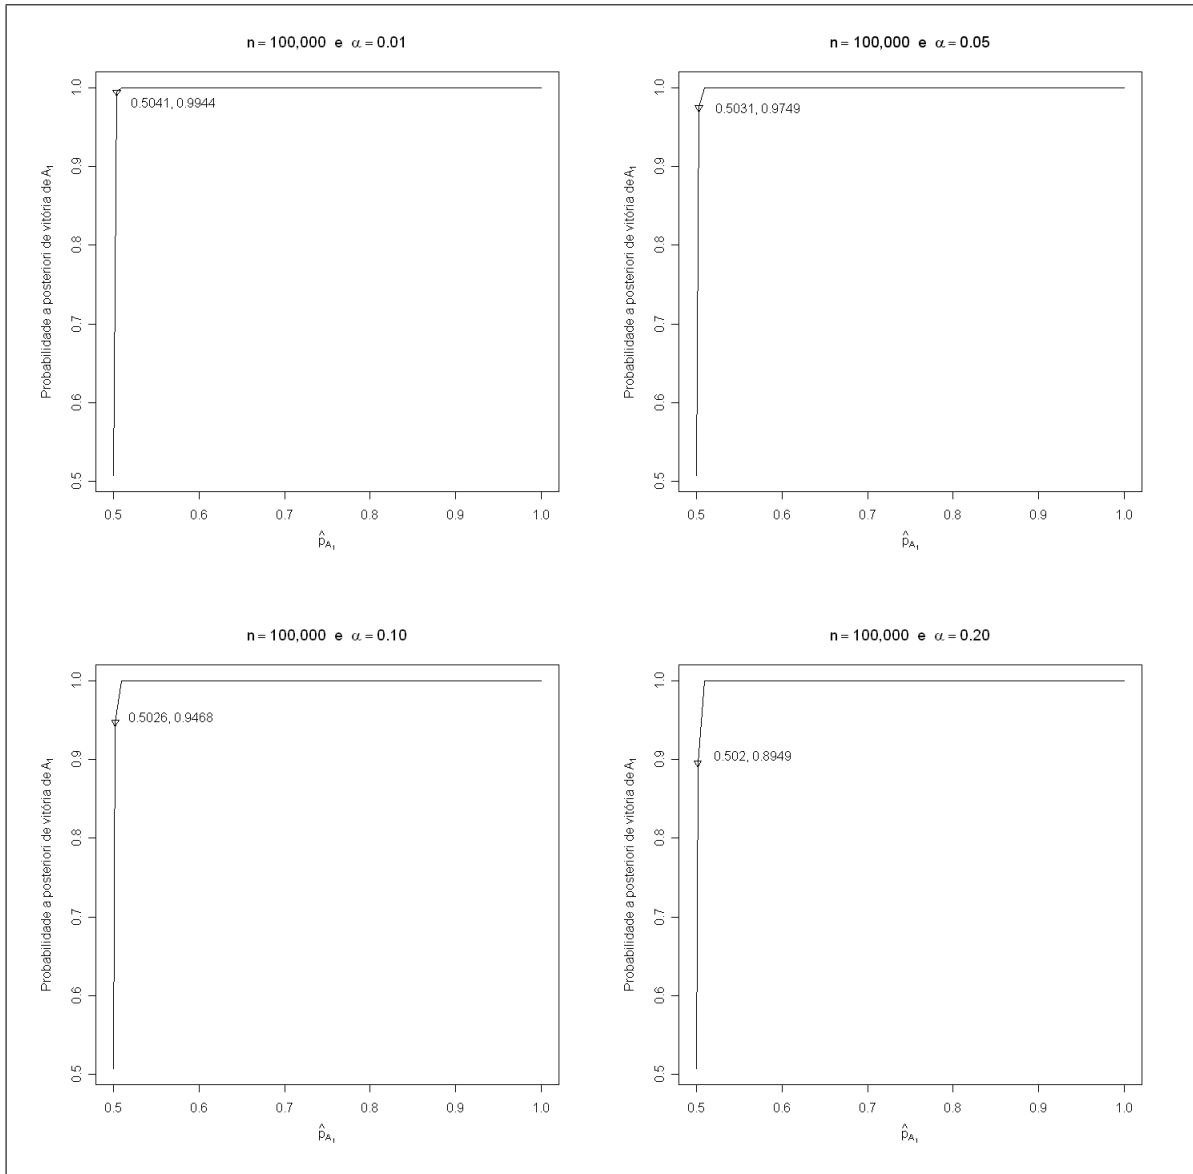 n = 100,000 e α = 0.01
Probabilidade a posteriori de vitória de A₁
1.0
0.9
0.8
0.7
0.6
0.5
0.5041, 0.9944
0.5 0.6 0.7 0.8 0.9 1.0
p̂A₁
n = 100,000 e α = 0.05
Probabilidade a posteriori de vitória de A₁
1.0
0.9
0.8
0.7
0.6
0.5
0.5031, 0.9749
0.5 0.6 0.7 0.8 0.9 1.0
p̂A₁
n = 100,000 e α = 0.10
Probabilidade a posteriori de vitória de A₁
1.0
0.9
0.8
0.7
0.6
0.5
0.5026, 0.9468
0.5 0.6 0.7 0.8 0.9 1.0
p̂A₁
n = 100,000 e α = 0.20
Probabilidade a posteriori de vitória de A₁
1.0
0.9
0.8
0.7
0.6
0.5
0.502, 0.8949
0.5 0.6 0.7 0.8 0.9 1.0
p̂A₁